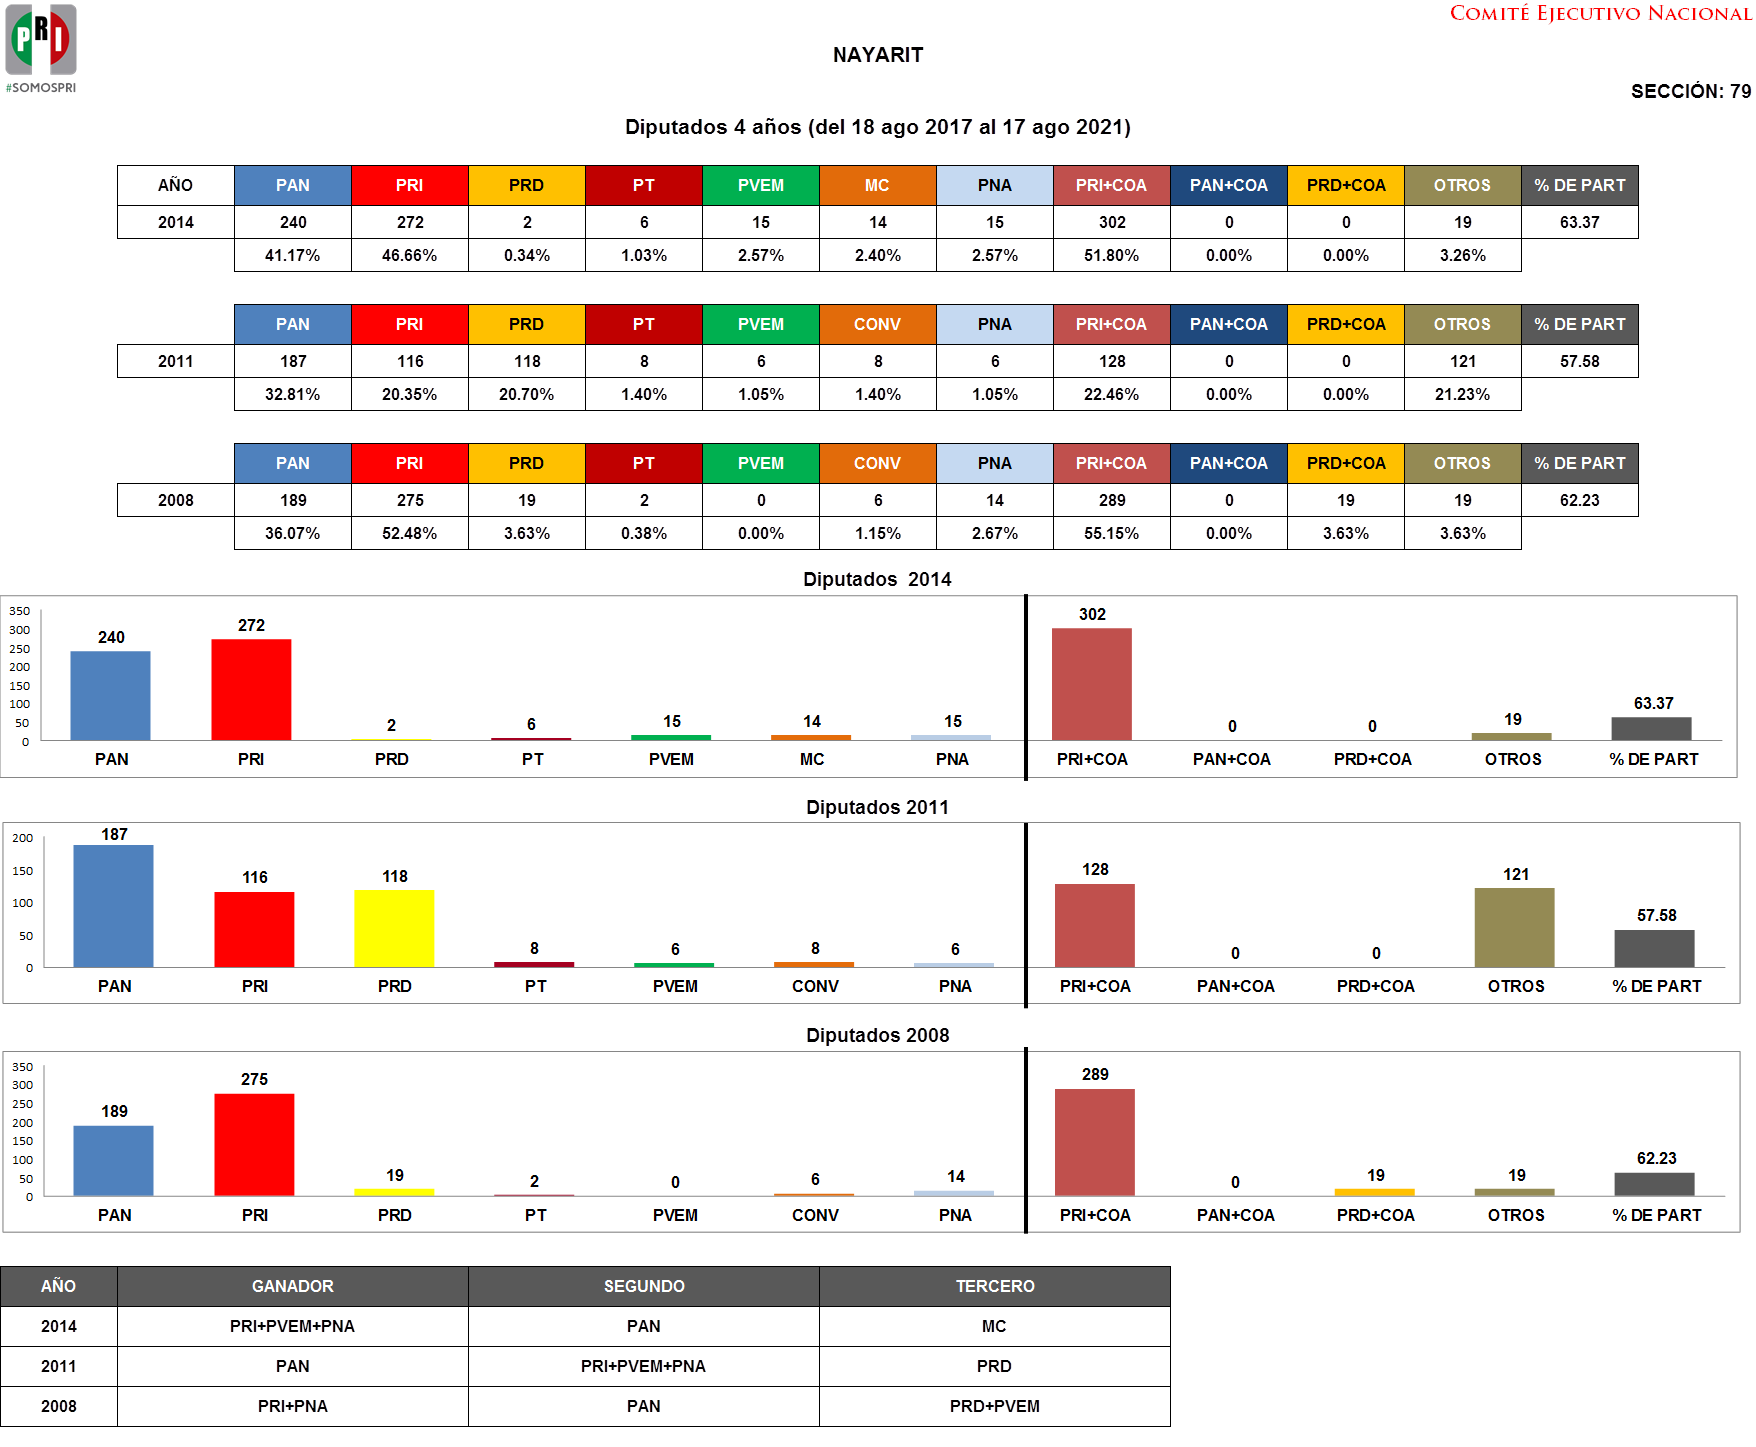 PRI
#SOMOSPRI
COMITÉ EJECUTIVO NACIONAL
NAYARIT
SECCIÓN: 79
Diputados 4 años (del 18 ago 2017 al 17 ago 2021)
AÑO PAN PRI PRD PT PVEM MC PNA PRI+COA PAN+COA PRD+COA OTROS % DE PART
2014 240 272 2 6 15 14 15 302 0 0 19 63.37
41.17% 46.66% 0.34% 1.03% 2.57% 2.40% 2.57% 51.80% 0.00% 0.00% 3.26%
PAN PRI PRD PT PVEM CONV PNA PRI+COA PAN+COA PRD+COA OTROS % DE PART
2011 187 116 118 8 6 8 6 128 0 0 121 57.58
32.81% 20.35% 20.70% 1.40% 1.05% 1.40% 1.05% 22.46% 0.00% 0.00% 21.23%
PAN PRI PRD PT PVEM CONV PNA PRI+COA PAN+COA PRD+COA OTROS % DE PART
2008 189 275 19 2 0 6 14 289 0 19 19 62.23
36.07% 52.48% 3.63% 0.38% 0.00% 1.15% 2.67% 55.15% 0.00% 3.63% 3.63%
Diputados 2014
350
300
250
200
150
100
50
0
240 272 2 6 15 14 15 302 0 0 19 63.37
PAN PRI PRD PT PVEM MC PNA PRI+COA PAN+COA PRD+COA OTROS % DE PART
Diputados 2011
200
150
100
50
0
187 116 118 8 6 8 6 128 0 0 121 57.58
PAN PRI PRD PT PVEM CONV PNA PRI+COA PAN+COA PRD+COA OTROS % DE PART
Diputados 2008
350
300
250
200
150
100
50
0
189 275 19 2 0 6 14 289 0 19 19 62.23
PAN PRI PRD PT PVEM CONV PNA PRI+COA PAN+COA PRD+COA OTROS % DE PART
AÑO GANADOR SEGUNDO TERCERO
2014 PRI+PVEM+PNA PAN MC
2011 PAN PRI+PVEM+PNA PRD
2008 PRI+PNA PAN PRD+PVEM